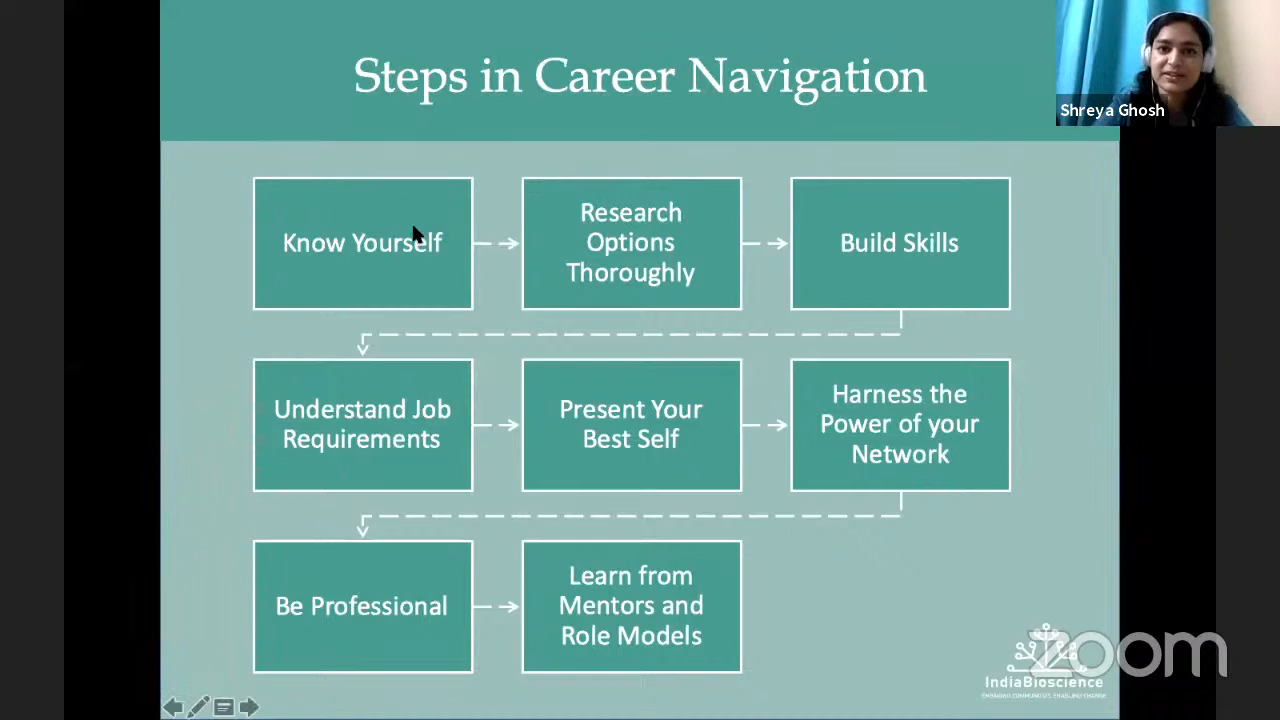 Steps in Career Navigation
Shreya Ghosh
Know Yourself
Research
Options
Thoroughly
Build Skills
Understand Job
Requirements
Present Your
Best Self
Harness the
Power of your
Network
Be Professional
Learn from
Mentors and
Role Models
zoom
IndiaBioscience